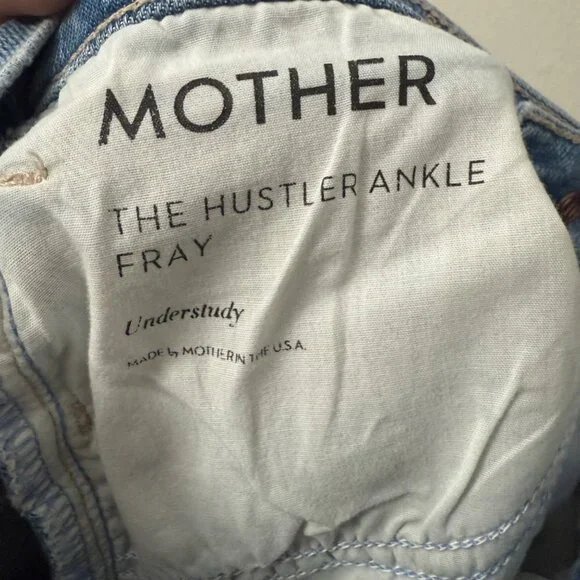 MOTHER
THE HUSTLER ANKLE
FRAY
Understudy
MADE by MOTHER IN THE U.S.A.